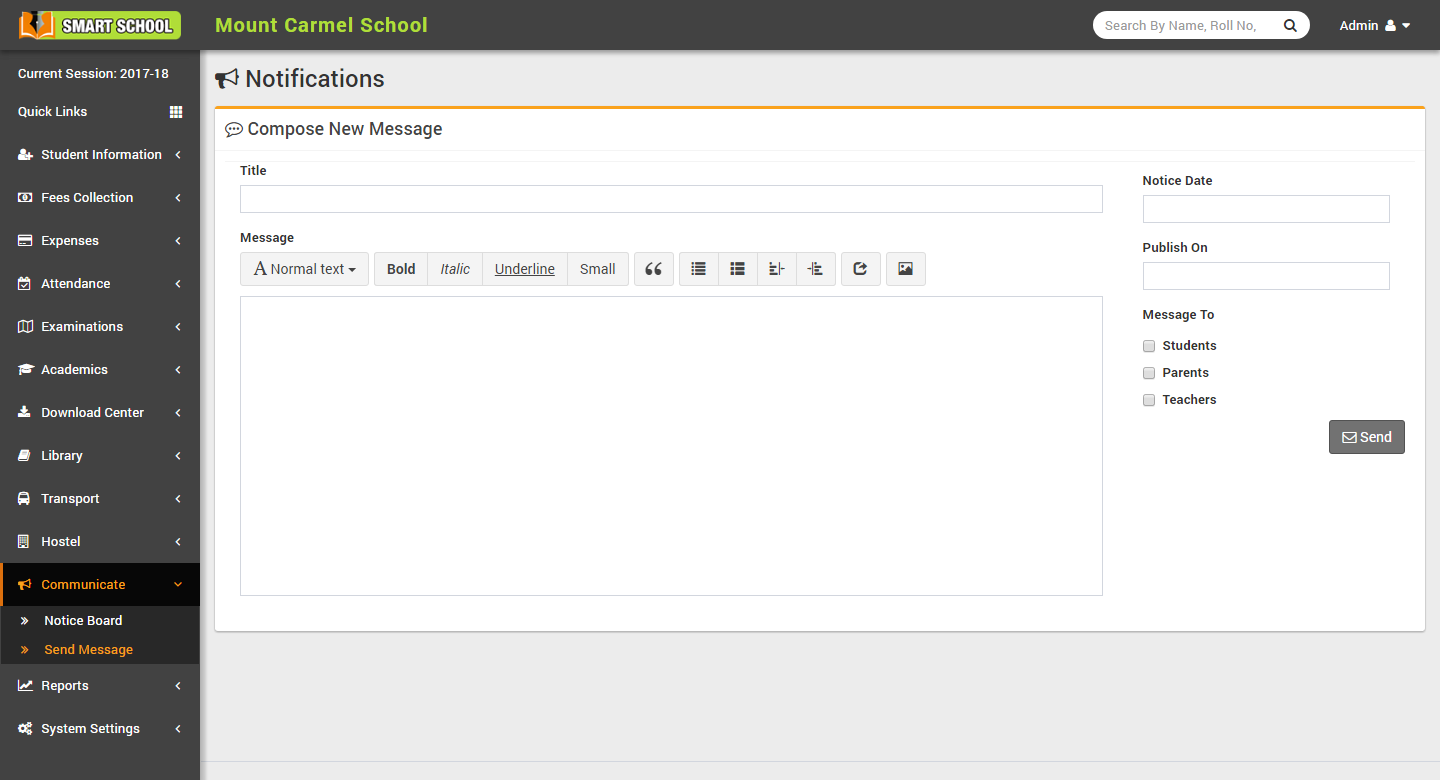 SMART SCHOOL
Mount Carmel School
Search By Name, Roll No,
Admin
Current Session: 2017-18
Quick Links
Student Information
Fees Collection
Expenses
Attendance
Examinations
Academics
Download Center
Library
Transport
Hostel
Communicate
Notice Board
Send Message
Reports
System Settings
Notifications
Compose New Message
Title
Message
A Normal text
Bold
Italic
Underline
Small
Notice Date
Publish On
Message To
Students
Parents
Teachers
Send